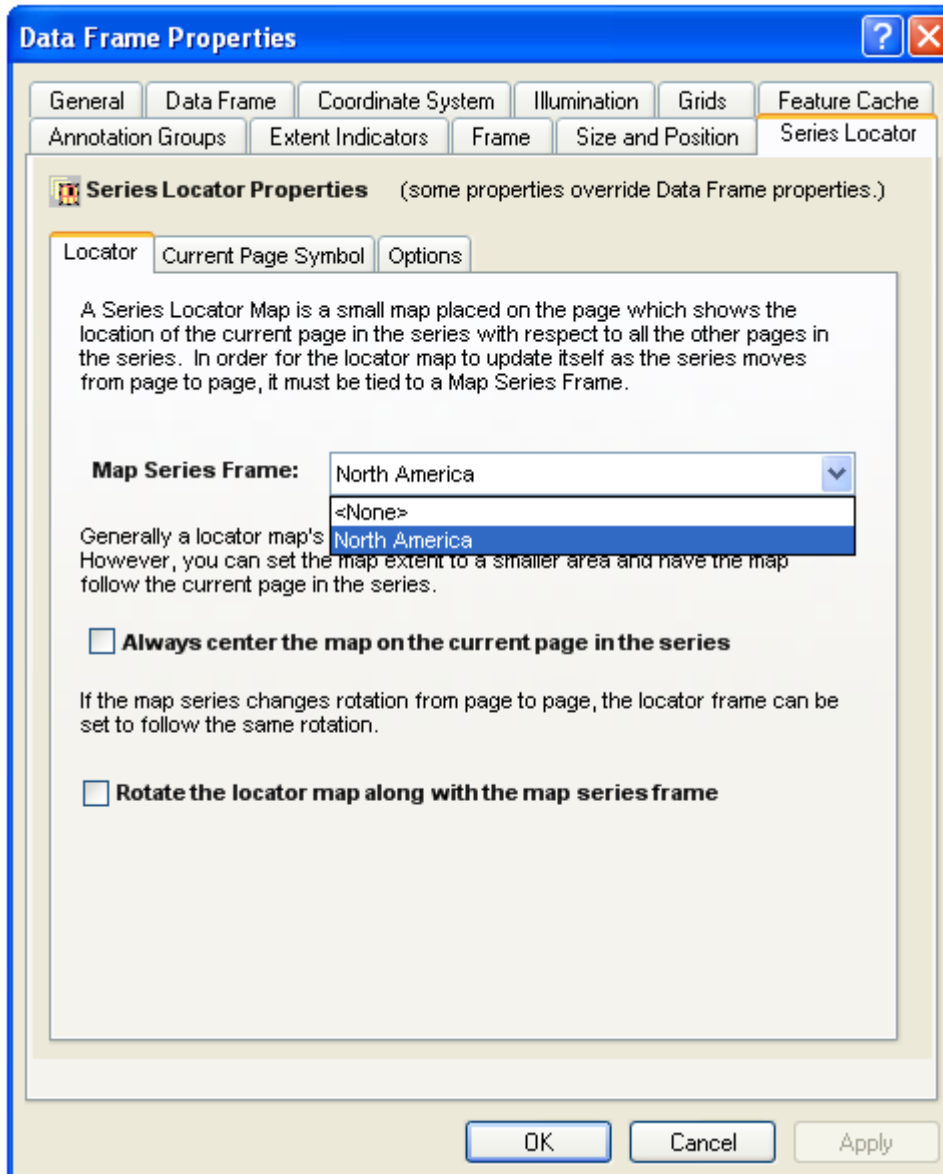 Data Frame Properties
General Data Frame Coordinate System Illumination Grids Feature Cache
Annotation Groups Extent Indicators Frame Size and Position Series Locator
Series Locator Properties (some properties override Data Frame properties.)
Locator Current Page Symbol Options
A Series Locator Map is a small map placed on the page which shows the
location of the current page in the series with respect to all the other pages in
the series. In order for the locator map to update itself as the series moves
from page to page, it must be tied to a Map Series Frame.
Map Series Frame: North America
<None>
North America
Generally a locator map's
However, you can set the map extent to a smaller area and have the map
follow the current page in the series.
Always center the map on the current page in the series
If the map series changes rotation from page to page, the locator frame can be
set to follow the same rotation.
Rotate the locator map along with the map series frame
OK Cancel Apply